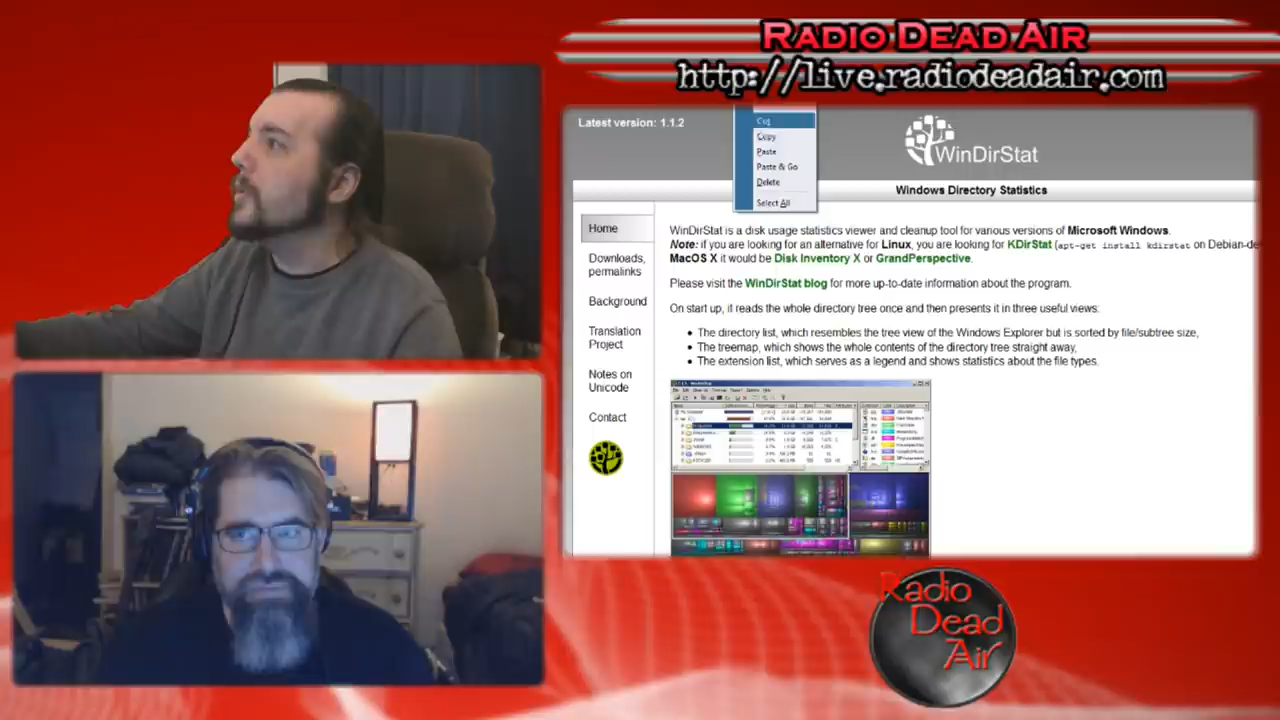 Radio Dead Air
http://live.radiodeadair.com
Latest version: 1.1.2
Cut
Copy
Paste
Paste & Go
Delete
Select All
WinDirStat
Windows Directory Statistics
Home
Downloads,
permalinks
Background
Translation
Project
Notes on
Unicode
Contact
WinDirStat is a disk usage statistics viewer and cleanup tool for various versions of Microsoft Windows.
Note: if you are looking for an alternative for Linux, you are looking for KDirStat (apt-get install kdirstat on Debian-de
MacOS X it would be Disk Inventory X or GrandPerspective.
Please visit the WinDirStat blog for more up-to-date information about the program.
On start up, it reads the whole directory tree once and then presents it in three useful views:
The directory list, which resembles the tree view of the Windows Explorer but is sorted by file/subtree size,
The treemap, which shows the whole contents of the directory tree straight away,
The extension list, which serves as a legend and shows statistics about the file types.
Radio
Dead
Air